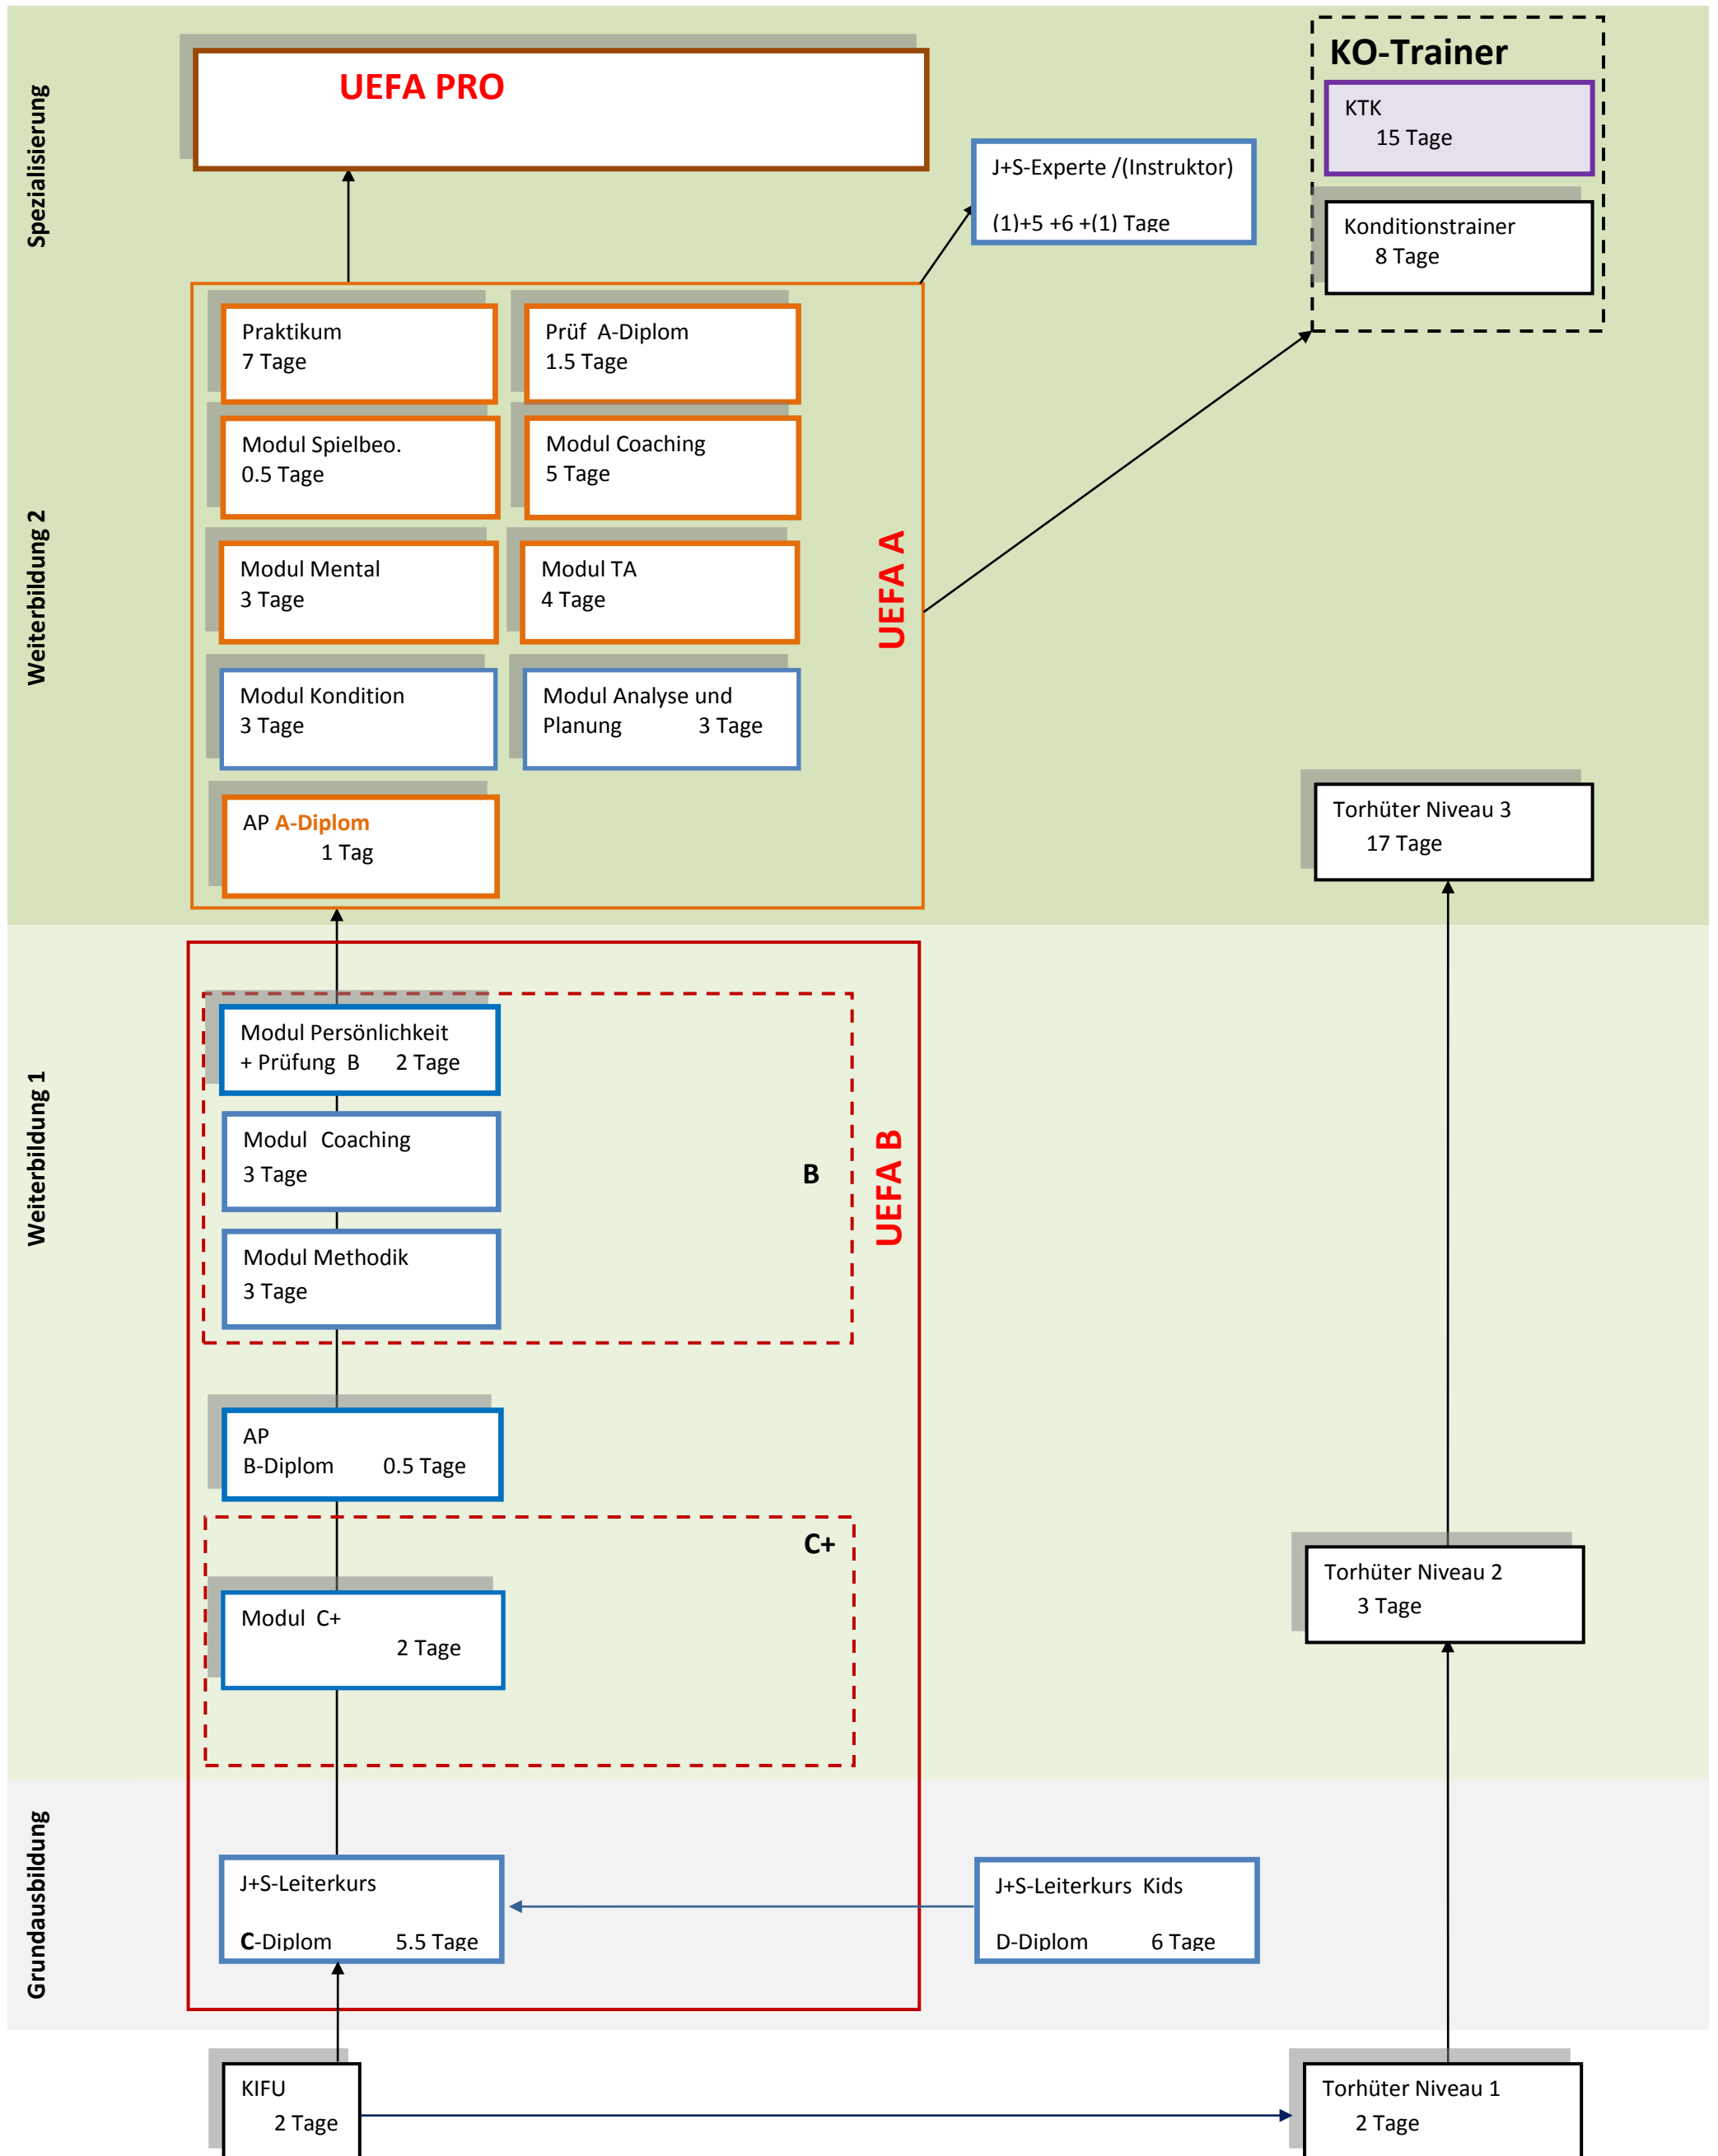 Spezialisierung
UEFA PRO
KO-Trainer
KTK
15 Tage
J+S-Experte /(Instruktor)
(1)+5 +6 +(1) Tage
Konditionstrainer
8 Tage
Weiterbildung 2
Praktikum
7 Tage
Prüf A-Diplom
1.5 Tage
Modul Spielbeo.
0.5 Tage
Modul Coaching
5 Tage
Modul Mental
3 Tage
Modul TA
4 Tage
UEFA A
Modul Kondition
3 Tage
Modul Analyse und
Planung 3 Tage
AP A-Diplom
1 Tag
Torhüter Niveau 3
17 Tage
Weiterbildung 1
Modul Persönlichkeit
+ Prüfung B 2 Tage
Modul Coaching
3 Tage
B
UEFA B
Modul Methodik
3 Tage
AP
B-Diplom 0.5 Tage
C+
Modul C+
2 Tage
Torhüter Niveau 2
3 Tage
Grundausbildung
J+S-Leiterkurs
C-Diplom 5.5 Tage
J+S-Leiterkurs Kids
D-Diplom 6 Tage
KIFU
2 Tage
Torhüter Niveau 1
2 Tage